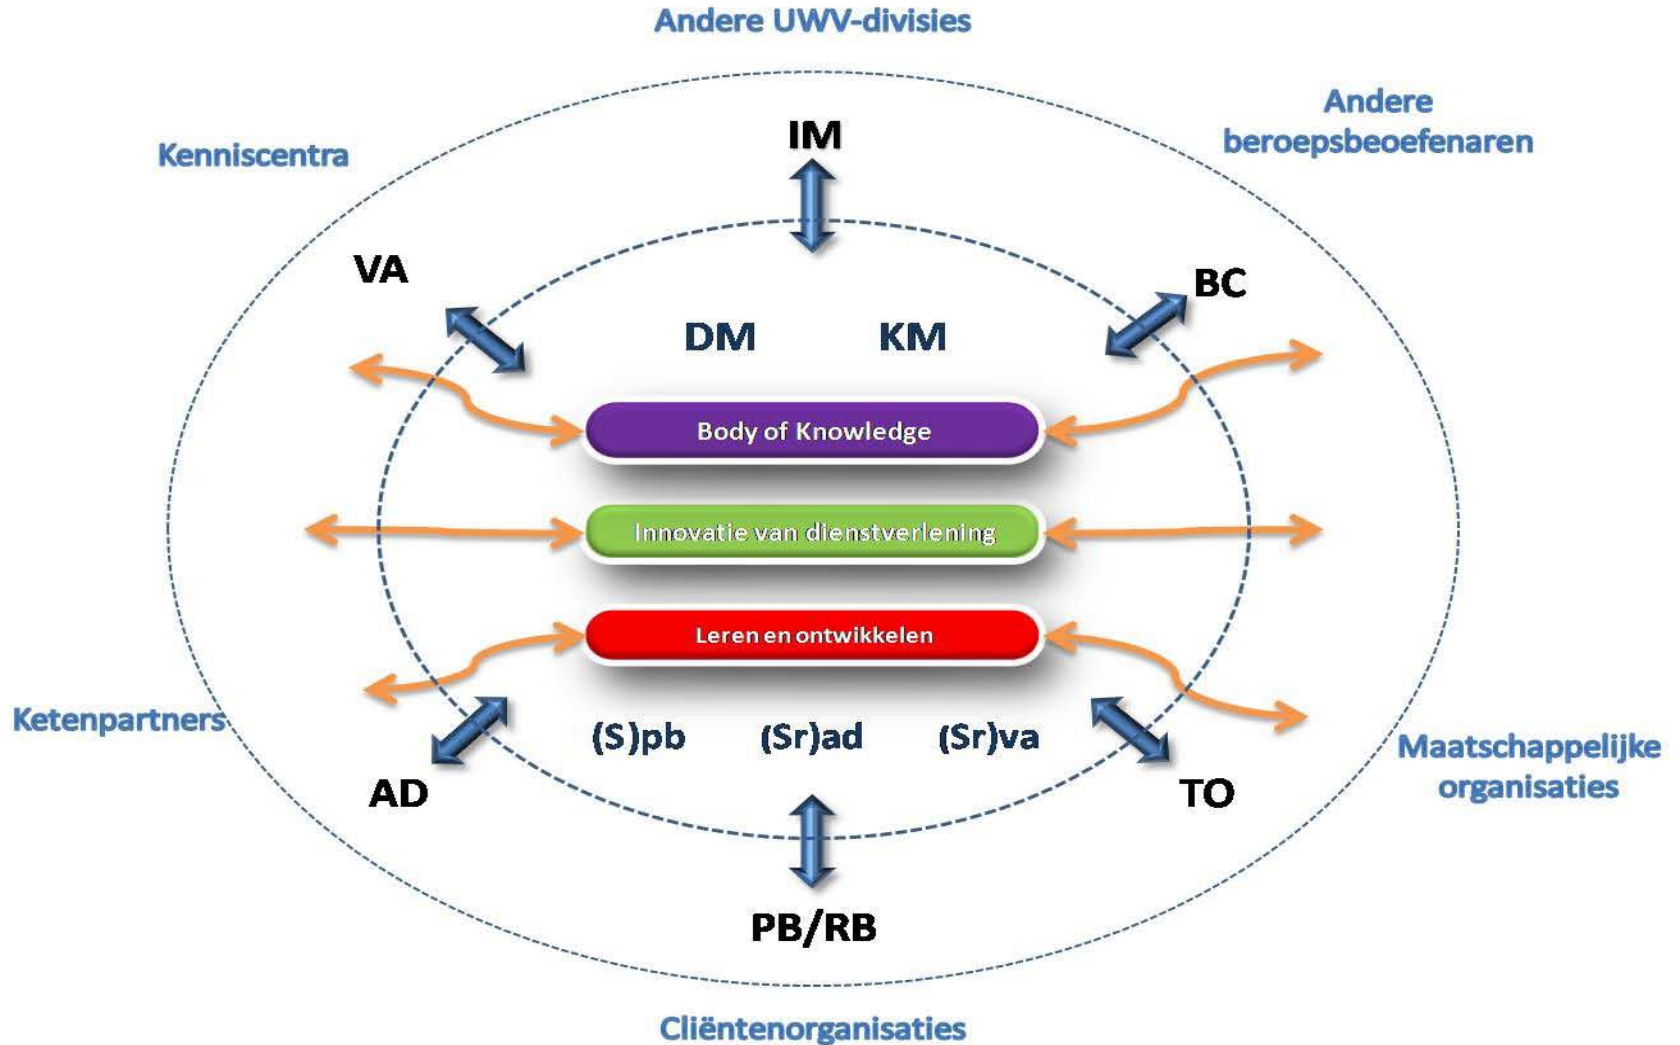 Andere UWV-divisies
Andere
beroepsbeoefenaren
Kenniscentra
IM
VA
BC
DM
KM
Body of Knowledge
Innovatie van dienstverlening
Leren en ontwikkelen
Ketenpartners
(S)pb
(Sr)ad
(Sr)va
Maatschappelijke
organisaties
AD
TO
PB/RB
Cliëntenorganisaties